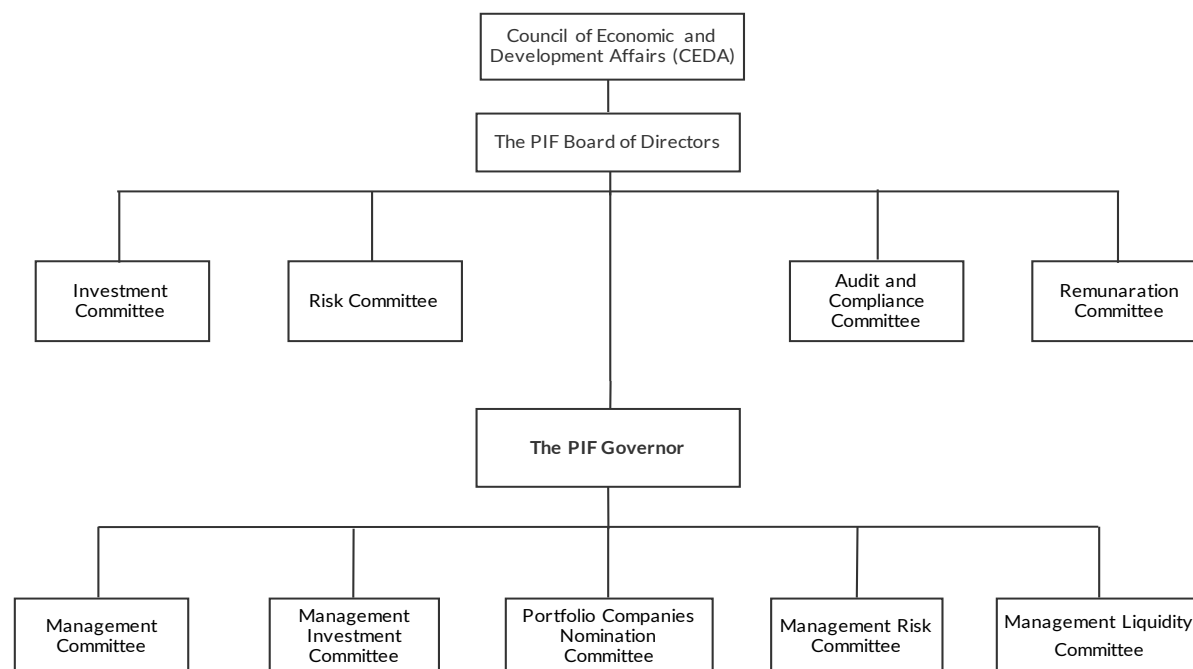 Council of Economic and
Development Affairs (CEDA)
The PIF Board of Directors
Investment
Committee
Risk Committee
Audit and
Compliance
Committee
Remunaration
Committee
The PIF Governor
Management
Committee
Management
Investment
Committee
Portfolio Companies
Nomination
Committee
Management Risk
Committee
Management Liquidity
Committee